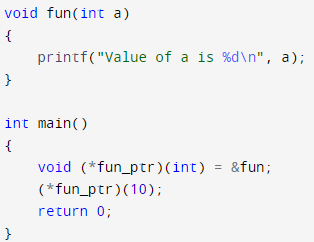 void fun(int a)
{
    printf("Value of a is %d\n", a);
}

int main()
{
    void (*fun_ptr)(int) = &fun;
    (*fun_ptr)(10);
    return 0;
}